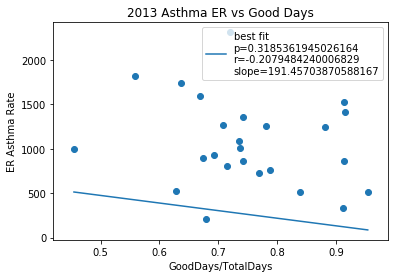 2013 Asthma ER vs Good Days
best fit
p=0.3185361945026164
r=-0.2079484240006829
slope=191.45703870588167
ER Asthma Rate
2000
1500
1000
500
0
0.5 0.6 0.7 0.8 0.9
GoodDays/TotalDays